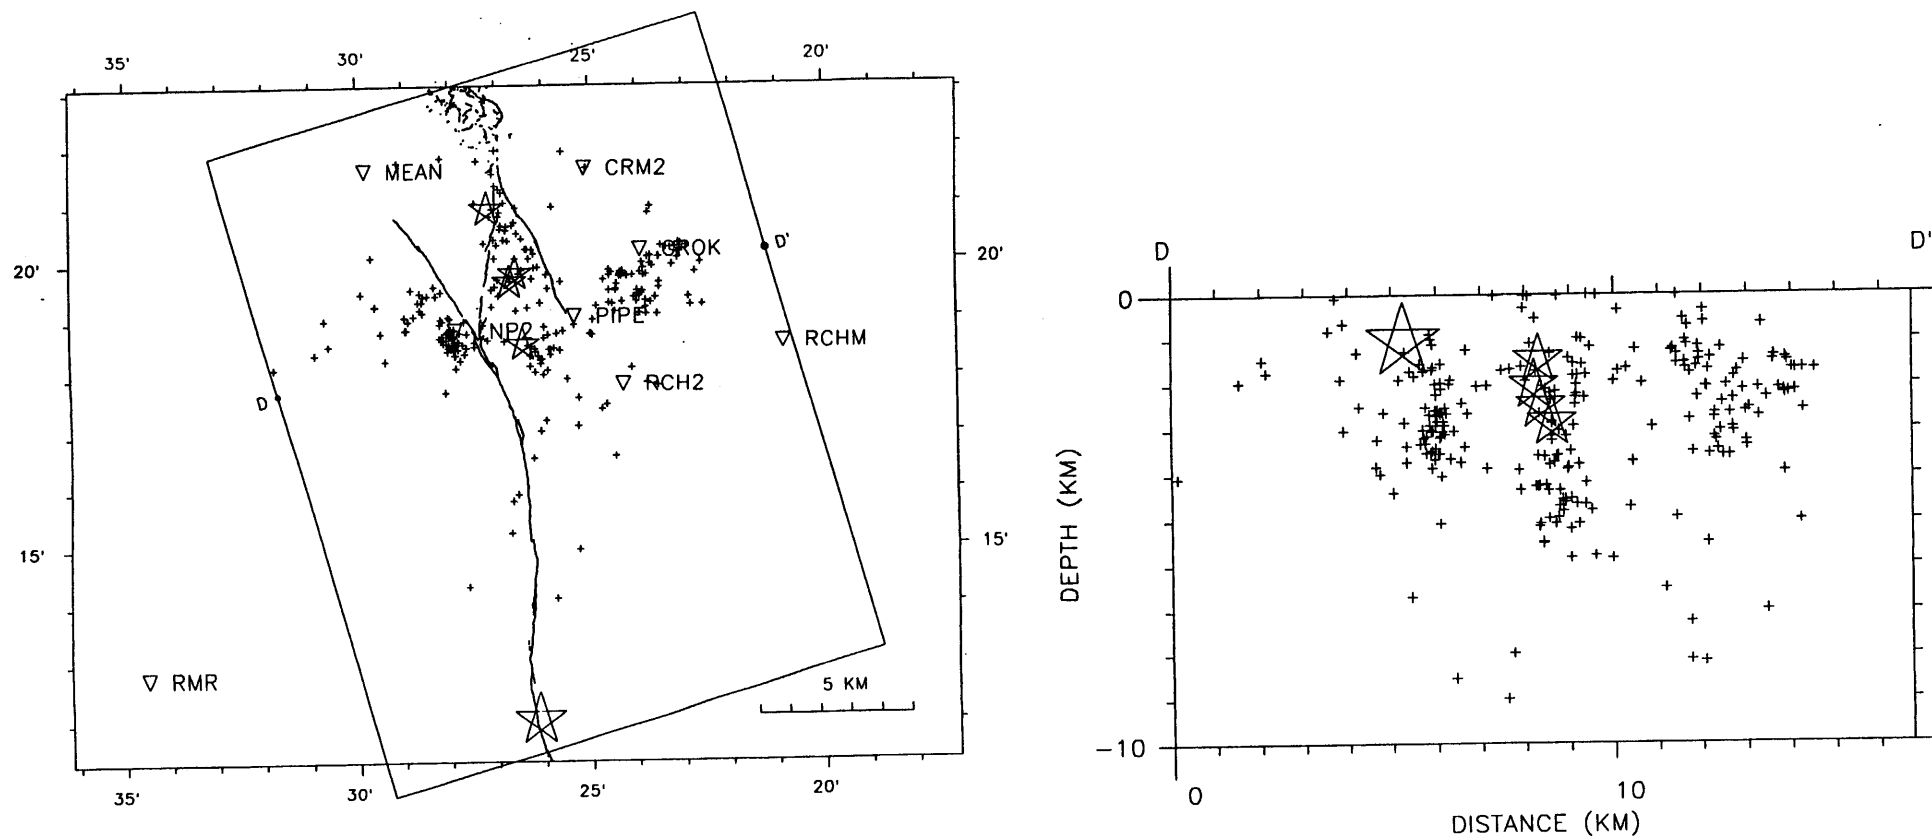 35' 30' 25' 20'
MEAN
CRM2
GROK
D'
20' 20'
PIPE
NP2
RCHM
RCH2
D
15' 15'
RMR
5 KM
35' 30' 25' 20'
D D'
0
DEPTH (KM)
-10
0 10
DISTANCE (KM)